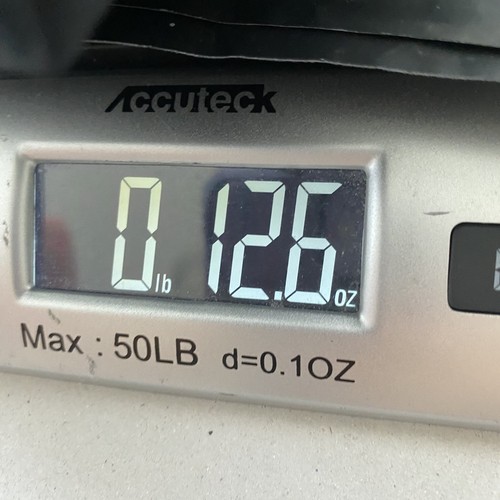 Accuteck
0 lb 12.6 oz
Max : 50LB d=0.1OZ